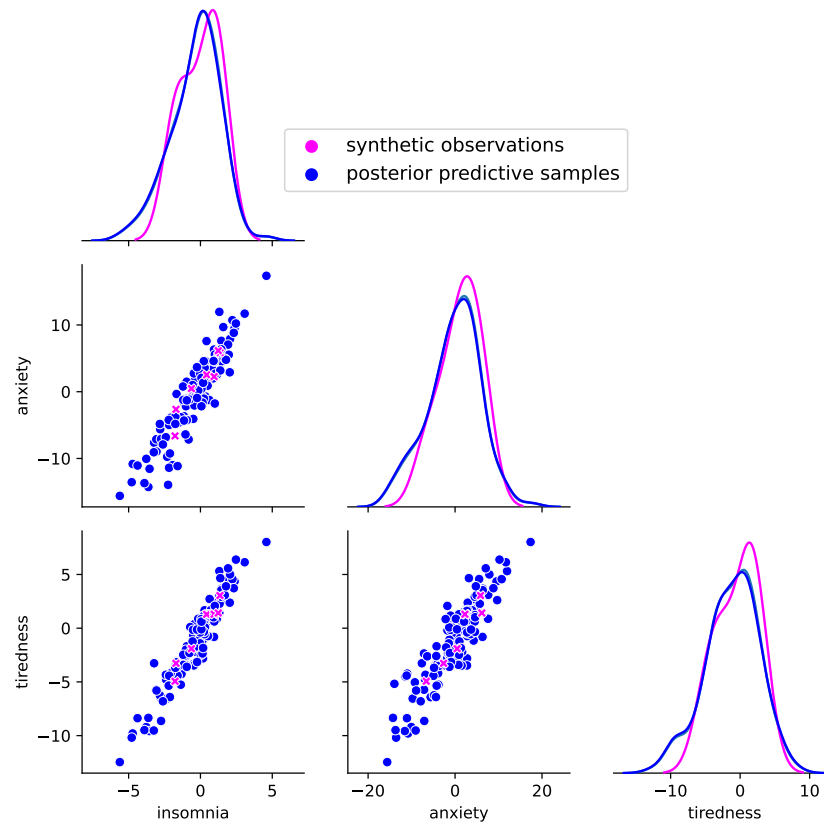 synthetic observations
posterior predictive samples
10
0
−10
anxiety
5
0
−5
−10
tiredness
−5 0 5
insomnia
−20 0 20
anxiety
−10 0 10
tiredness